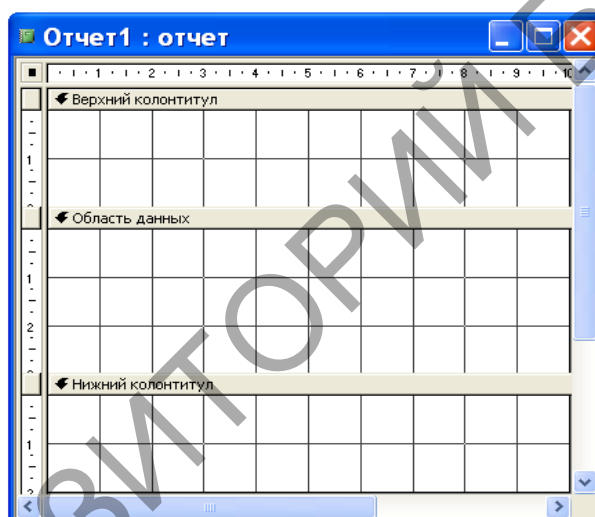 Отчет1 : отчет
1 2 3 4 5 6 7 8 9 10
Верхний колонтитул
1
Область данных
1
2
Нижний колонтитул
1